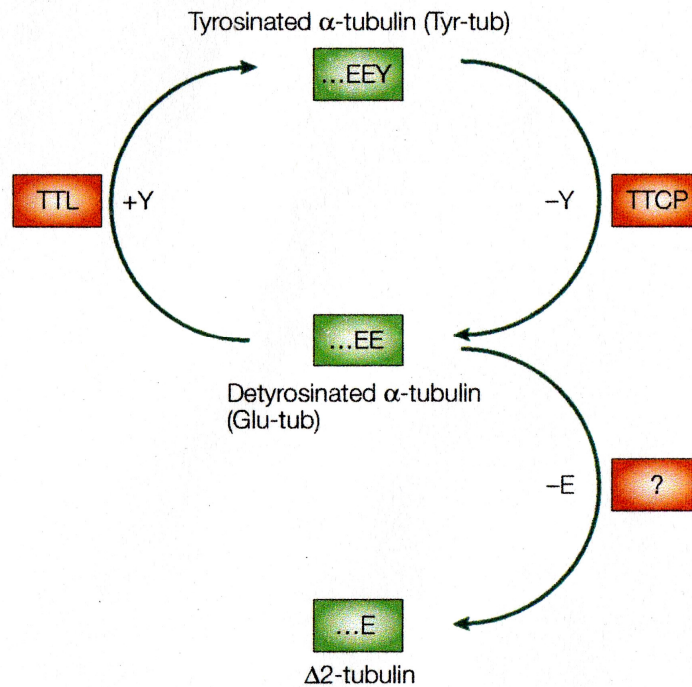 Tyrosinated α-tubulin (Tyr-tub)
...EEY
TTL
+Y
–Y
TTCP
...EE
Detyrosinated α-tubulin
(Glu-tub)
–E
?
...E
Δ2-tubulin